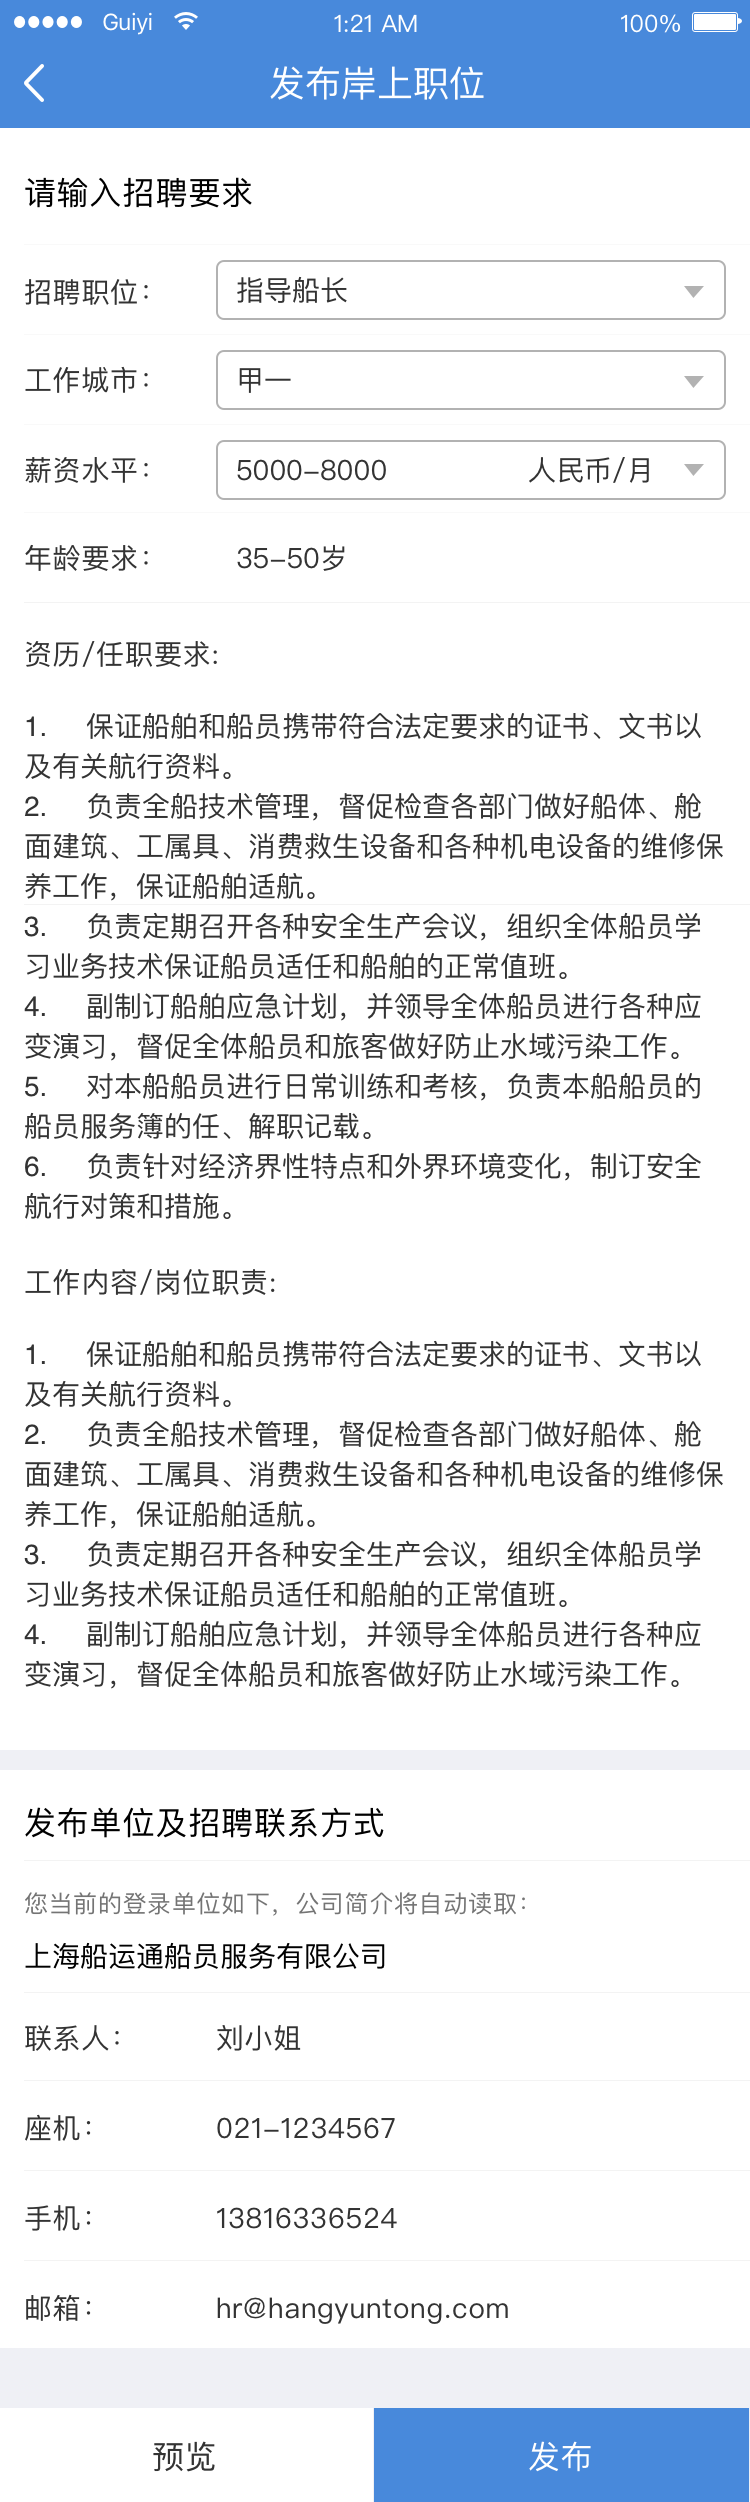 Guiyi 1:21 AM 100%
发布岸上职位
请输入招聘要求
招聘职位： 指导船长
工作城市： 甲一
薪资水平： 5000-8000 人民币/月
年龄要求： 35-50岁
资历/任职要求:
1. 保证船舶和船员携带符合法定要求的证书、文书以
及有关航行资料。
2. 负责全船技术管理，督促检查各部门做好船体、舱
面建筑、工属具、消费救生设备和各种机电设备的维修保
养工作，保证船舶适航。
3. 负责定期召开各种安全生产会议，组织全体船员学
习业务技术保证船员适任和船舶的正常值班。
4. 副制订船舶应急计划，并领导全体船员进行各种应
变演习，督促全体船员和旅客做好防止水域污染工作。
5. 对本船船员进行日常训练和考核，负责本船船员的
船员服务簿的任、解职记载。
6. 负责针对经济界性特点和外界环境变化，制订安全
航行对策和措施。
工作内容/岗位职责:
1. 保证船舶和船员携带符合法定要求的证书、文书以
及有关航行资料。
2. 负责全船技术管理，督促检查各部门做好船体、舱
面建筑、工属具、消费救生设备和各种机电设备的维修保
养工作，保证船舶适航。
3. 负责定期召开各种安全生产会议，组织全体船员学
习业务技术保证船员适任和船舶的正常值班。
4. 副制订船舶应急计划，并领导全体船员进行各种应
变演习，督促全体船员和旅客做好防止水域污染工作。
发布单位及招聘联系方式
您当前的登录单位如下，公司简介将自动读取：
上海船运通船员服务有限公司
联系人： 刘小姐
座机： 021-1234567
手机： 13816336524
邮箱： hr@hangyuntong.com
预览 发布